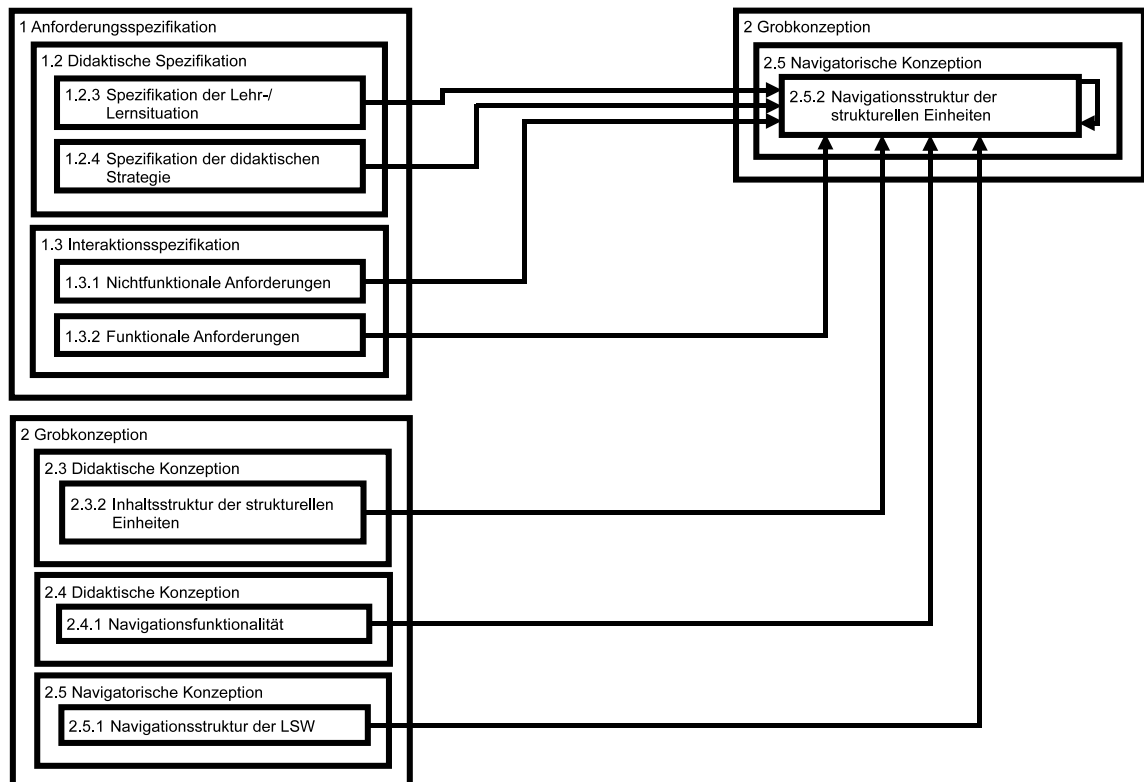 1 Anforderungsspezifikation
1.2 Didaktische Spezifikation
1.2.3 Spezifikation der Lehr-/
Lernsituation
1.2.4 Spezifikation der didaktischen
Strategie
1.3 Interaktionsspezifikation
1.3.1 Nichtfunktionale Anforderungen
1.3.2 Funktionale Anforderungen
2 Grobkonzeption
2.3 Didaktische Konzeption
2.3.2 Inhaltsstruktur der strukturellen
Einheiten
2.4 Didaktische Konzeption
2.4.1 Navigationsfunktionalität
2.5 Navigatorische Konzeption
2.5.1 Navigationsstruktur der LSW
2 Grobkonzeption
2.5 Navigatorische Konzeption
2.5.2 Navigationsstruktur der
strukturellen Einheiten